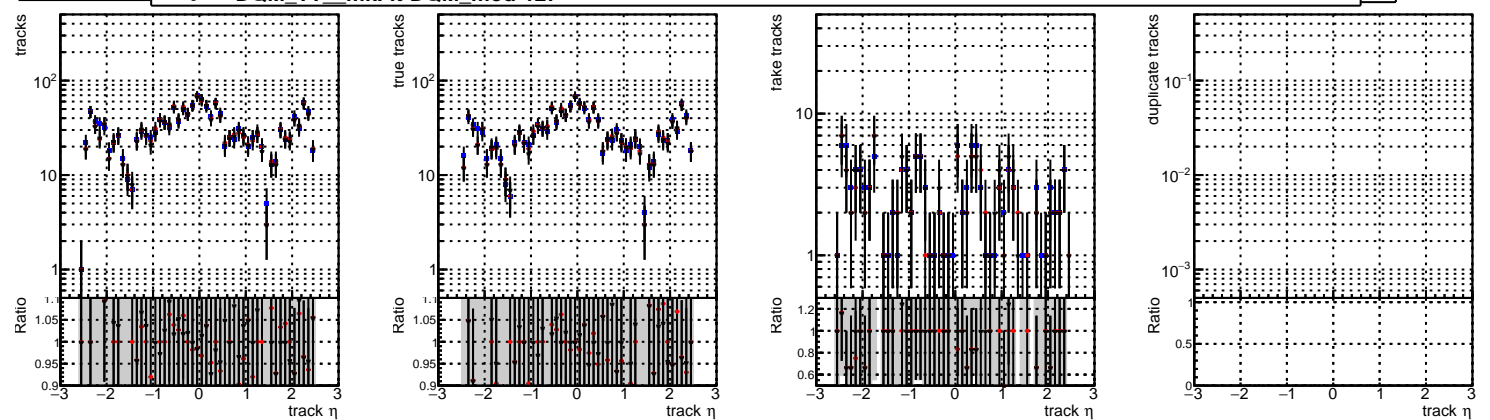 tracks
10²
10
1
Ratio
1.1
1.05
1
0.95
0.9
−3 −2 −1 0 1 2 3
track η
true tracks
10²
10
1
Ratio
1.1
1.05
1
0.95
0.9
−3 −2 −1 0 1 2 3
track η
fake tracks
10
1
Ratio
1.2
1
0.8
0.6
−3 −2 −1 0 1 2 3
track η
duplicate tracks
10⁻¹
10⁻²
10⁻³
Ratio
1
0.5
0
−3 −2 −1 0 1 2 3
track η